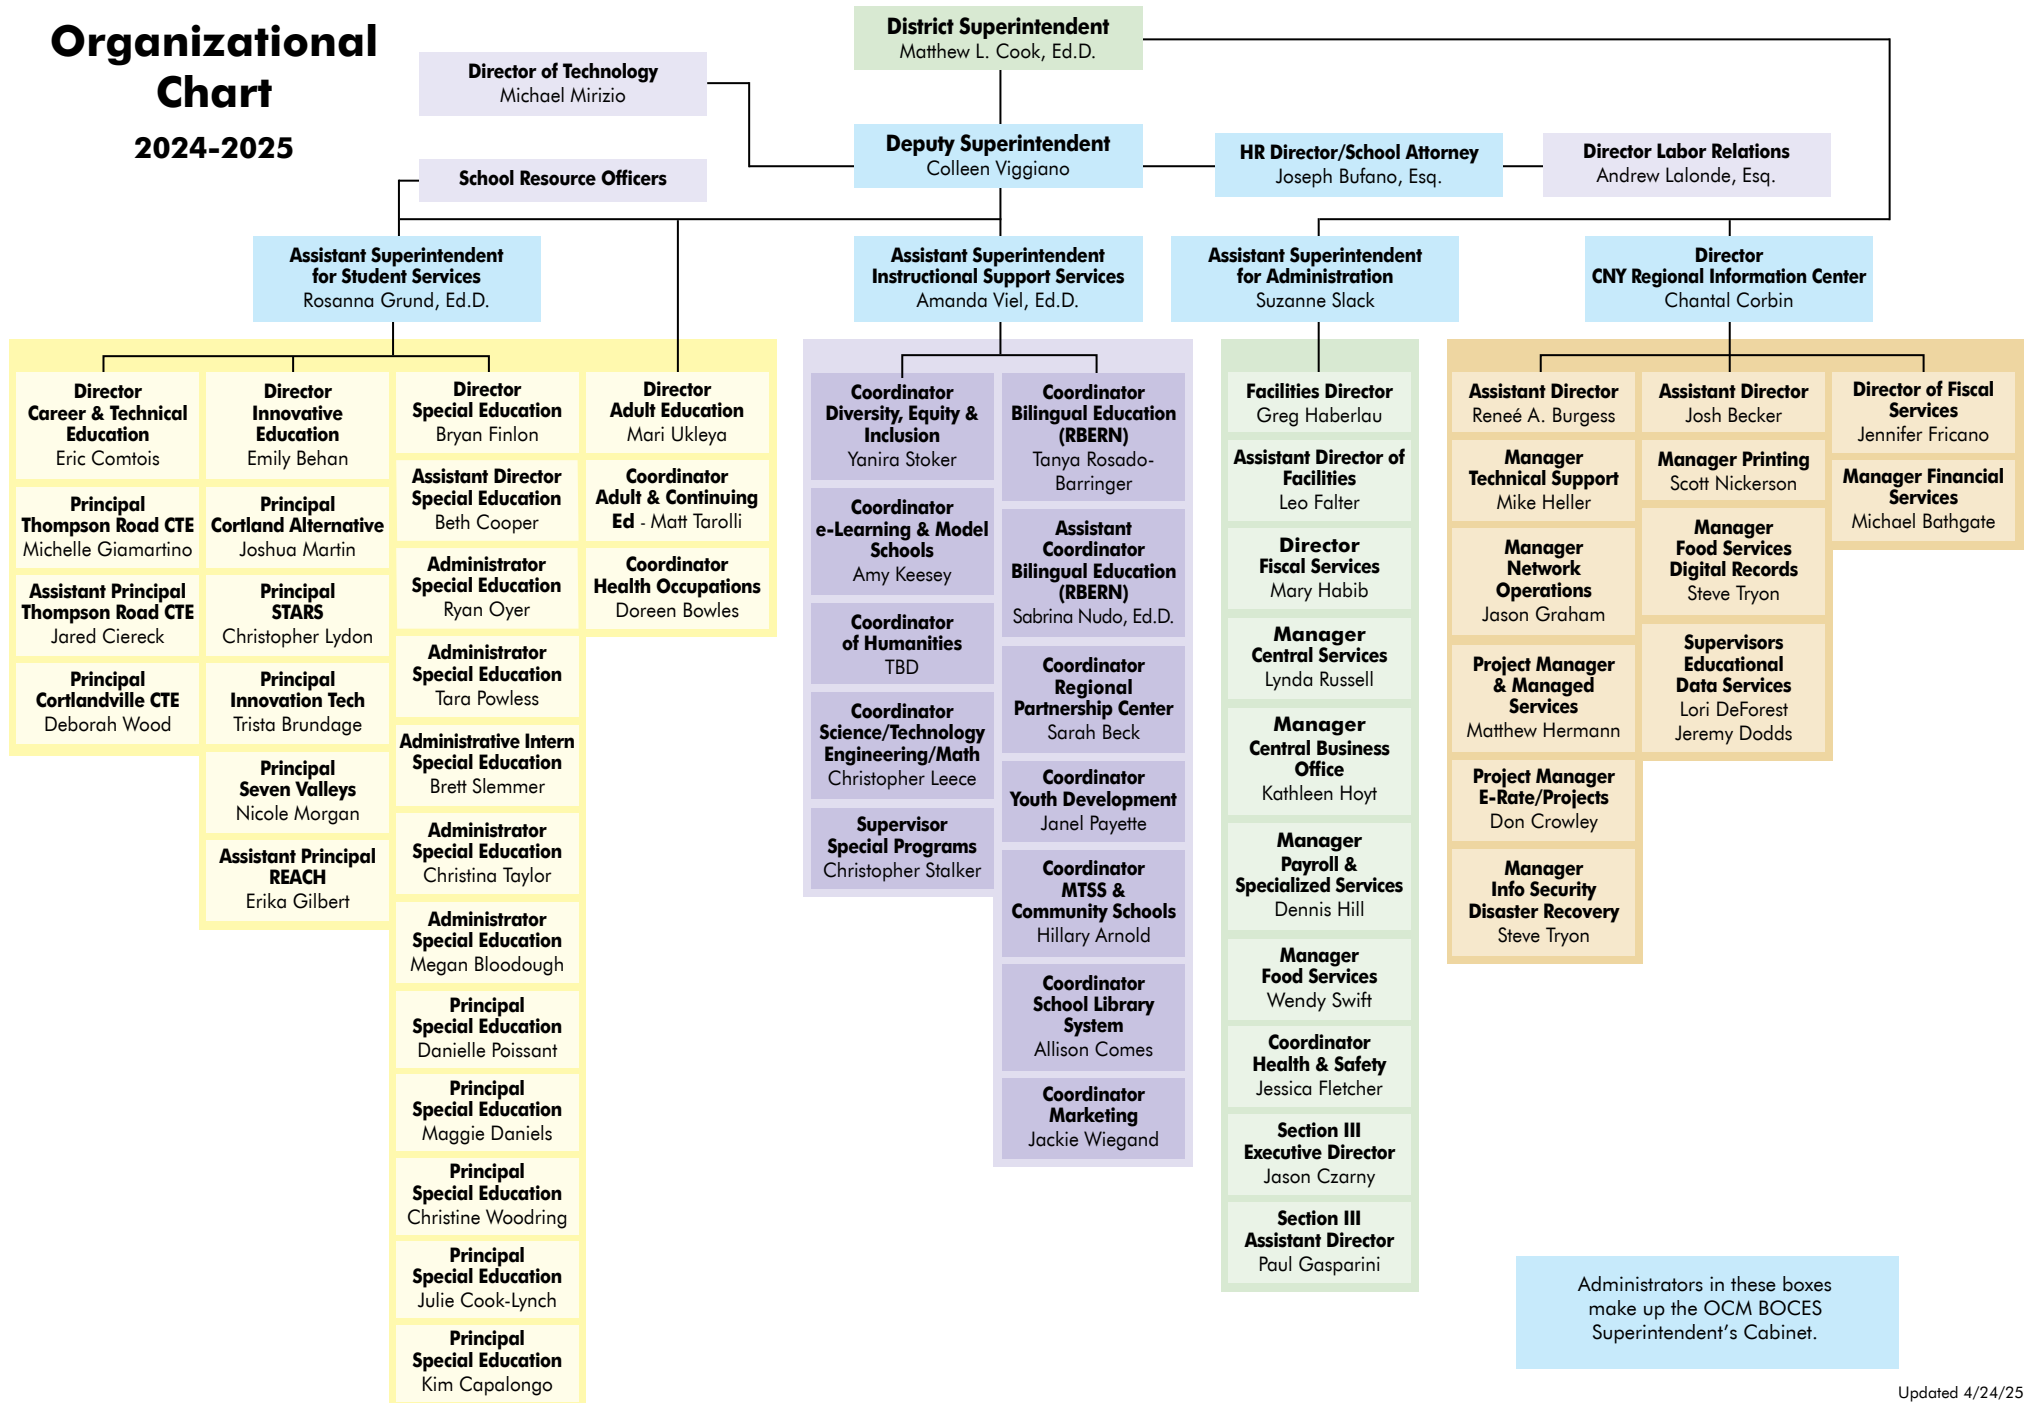 Organizational
Chart
2024-2025
District Superintendent
Matthew L. Cook, Ed.D.
Director of Technology
Michael Mirizio
Deputy Superintendent
Colleen Viggiano
HR Director/School Attorney
Joseph Bufano, Esq.
Director Labor Relations
Andrew Lalonde, Esq.
School Resource Officers
Assistant Superintendent
for Student Services
Rosanna Grund, Ed.D.
Assistant Superintendent
Instructional Support Services
Amanda Viel, Ed.D.
Assistant Superintendent
for Administration
Suzanne Slack
Director
CNY Regional Information Center
Chantal Corbin
Director
Career & Technical
Education
Eric Comtois
Principal
Thompson Road CTE
Michelle Giamartino
Assistant Principal
Thompson Road CTE
Jared Ciereck
Principal
Cortlandville CTE
Deborah Wood
Director
Innovative
Education
Emily Behan
Principal
Cortland Alternative
Joshua Martin
Principal
STARS
Christopher Lydon
Principal
Innovation Tech
Trista Brundage
Principal
Seven Valleys
Nicole Morgan
Assistant Principal
REACH
Erika Gilbert
Director
Special Education
Bryan Finlon
Assistant Director
Special Education
Beth Cooper
Administrator
Special Education
Ryan Oyer
Administrator
Special Education
Tara Powless
Administrative Intern
Special Education
Brett Slemmer
Administrator
Special Education
Christina Taylor
Administrator
Special Education
Megan Bloodough
Principal
Special Education
Danielle Poissant
Principal
Special Education
Maggie Daniels
Principal
Special Education
Christine Woodring
Principal
Special Education
Julie Cook-Lynch
Principal
Special Education
Kim Capalongo
Director
Adult Education
Mari Ukleya
Coordinator
Adult & Continuing
Ed - Matt Tarolli
Coordinator
Health Occupations
Doreen Bowles
Coordinator
Diversity, Equity &
Inclusion
Yanira Stoker
Coordinator
e-Learning & Model
Schools
Amy Keesey
Coordinator
of Humanities
TBD
Coordinator
Science/Technology
Engineering/Math
Christopher Leece
Supervisor
Special Programs
Christopher Stalker
Coordinator
Bilingual Education
(RBERN)
Tanya Rosado-
Barringer
Assistant
Coordinator
Bilingual Education
(RBERN)
Sabrina Nudo, Ed.D.
Coordinator
Regional
Partnership Center
Sarah Beck
Coordinator
Youth Development
Janel Payette
Coordinator
MTSS &
Community Schools
Hillary Arnold
Coordinator
School Library
System
Allison Comes
Coordinator
Marketing
Jackie Wiegand
Facilities Director
Greg Haberlau
Assistant Director of
Facilities
Leo Falter
Director
Fiscal Services
Mary Habib
Manager
Central Services
Lynda Russell
Manager
Central Business
Office
Kathleen Hoyt
Manager
Payroll &
Specialized Services
Dennis Hill
Manager
Food Services
Wendy Swift
Coordinator
Health & Safety
Jessica Fletcher
Section III
Executive Director
Jason Czarny
Section III
Assistant Director
Paul Gasparini
Assistant Director
Reneé A. Burgess
Manager
Technical Support
Mike Heller
Manager
Network
Operations
Jason Graham
Project Manager
& Managed
Services
Matthew Hermann
Project Manager
E-Rate/Projects
Don Crowley
Manager
Info Security
Disaster Recovery
Steve Tryon
Assistant Director
Josh Becker
Manager Printing
Scott Nickerson
Manager
Food Services
Digital Records
Steve Tryon
Supervisors
Educational
Data Services
Lori DeForest
Jeremy Dodds
Director of Fiscal
Services
Jennifer Fricano
Manager Financial
Services
Michael Bathgate
Administrators in these boxes
make up the OCM BOCES
Superintendent's Cabinet.
Updated 4/24/25